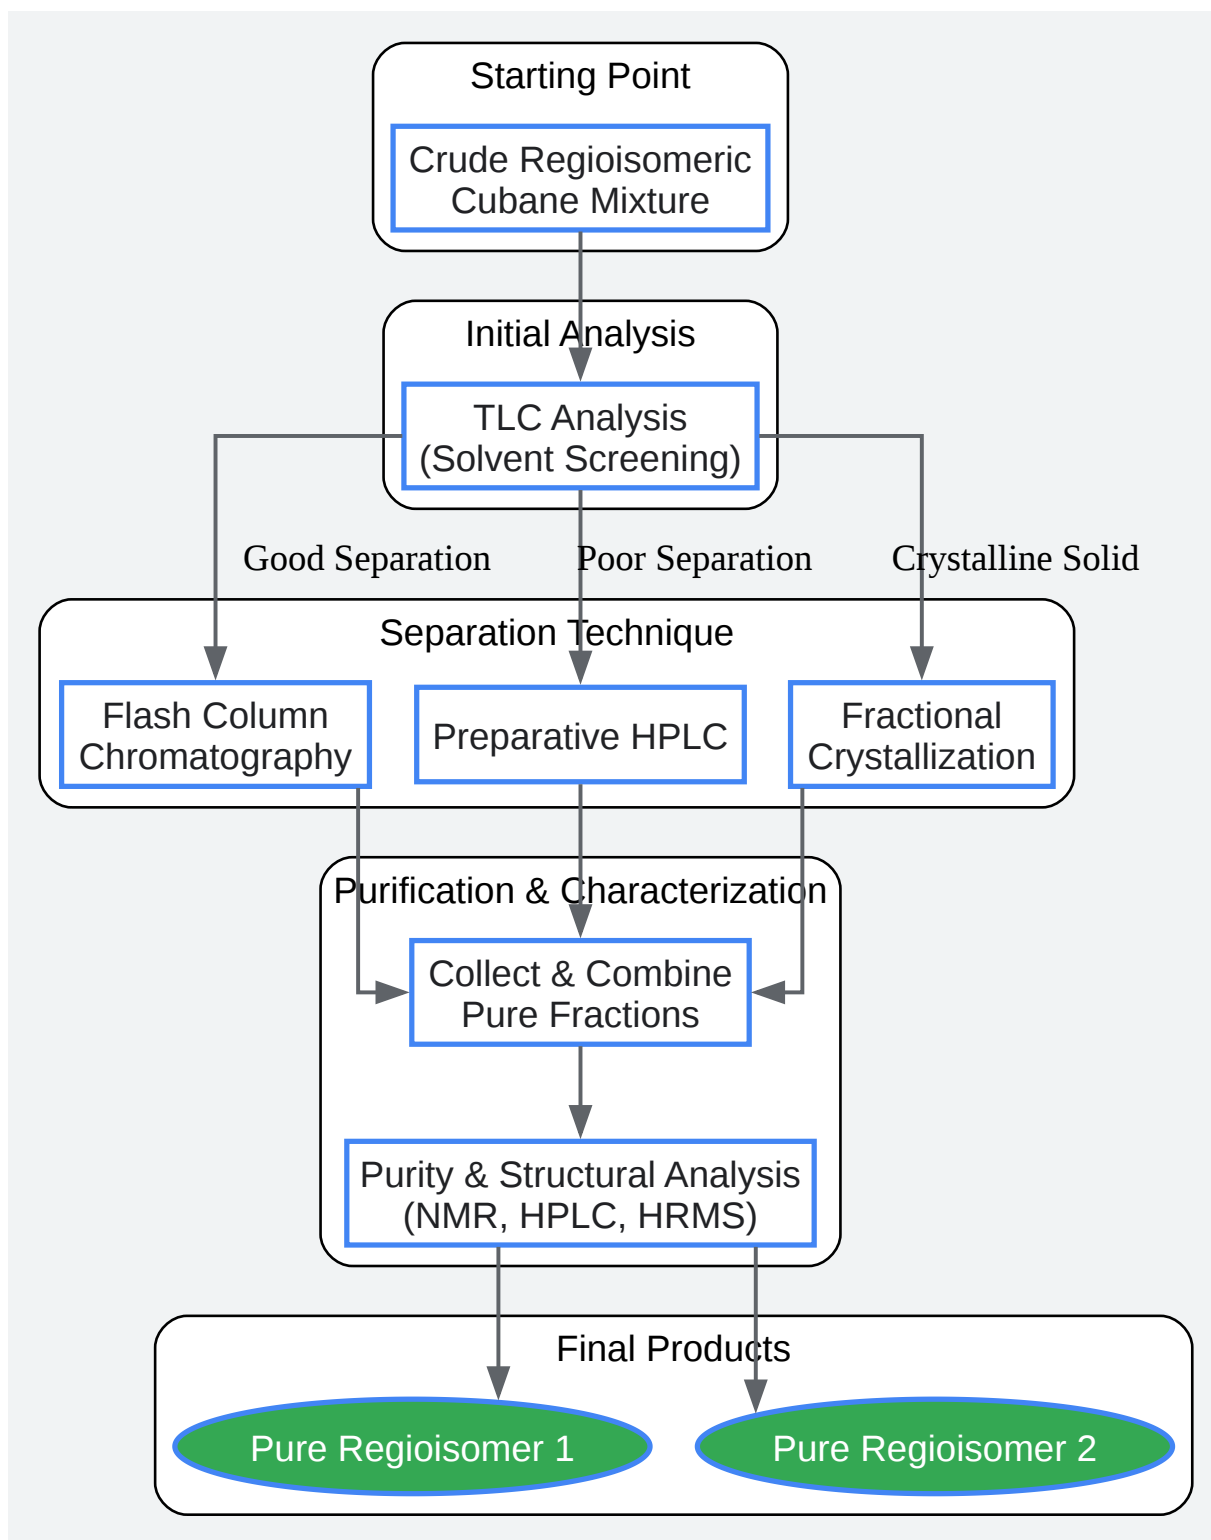 Starting Point
Crude Regioisomeric
Cubane Mixture
Initial Analysis
TLC Analysis
(Solvent Screening)
Good Separation
Poor Separation
Crystalline Solid
Separation Technique
Flash Column
Chromatography
Preparative HPLC
Fractional
Crystallization
Purification & Characterization
Collect & Combine
Pure Fractions
Purity & Structural Analysis
(NMR, HPLC, HRMS)
Final Products
Pure Regioisomer 1
Pure Regioisomer 2